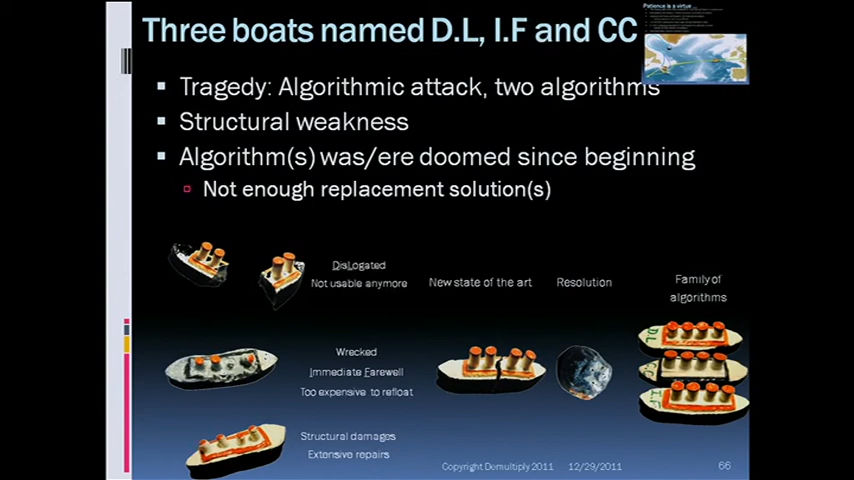 Three boats named D.L, I.F and CC
Patience is a virtue
Tragedy: Algorithmic attack, two algorithms
Structural weakness
Algorithm(s) was/ere doomed since beginning
Not enough replacement solution(s)
DisLogated
Not usable anymore
New state of the art
Resolution
Family of
algorithms
Wrecked
Immediate Farewell
Too expensive to refloat
D.L
CC
I.F
Structural damages
Extensive repairs
Copyright Domultiply 2011
12/29/2011
66